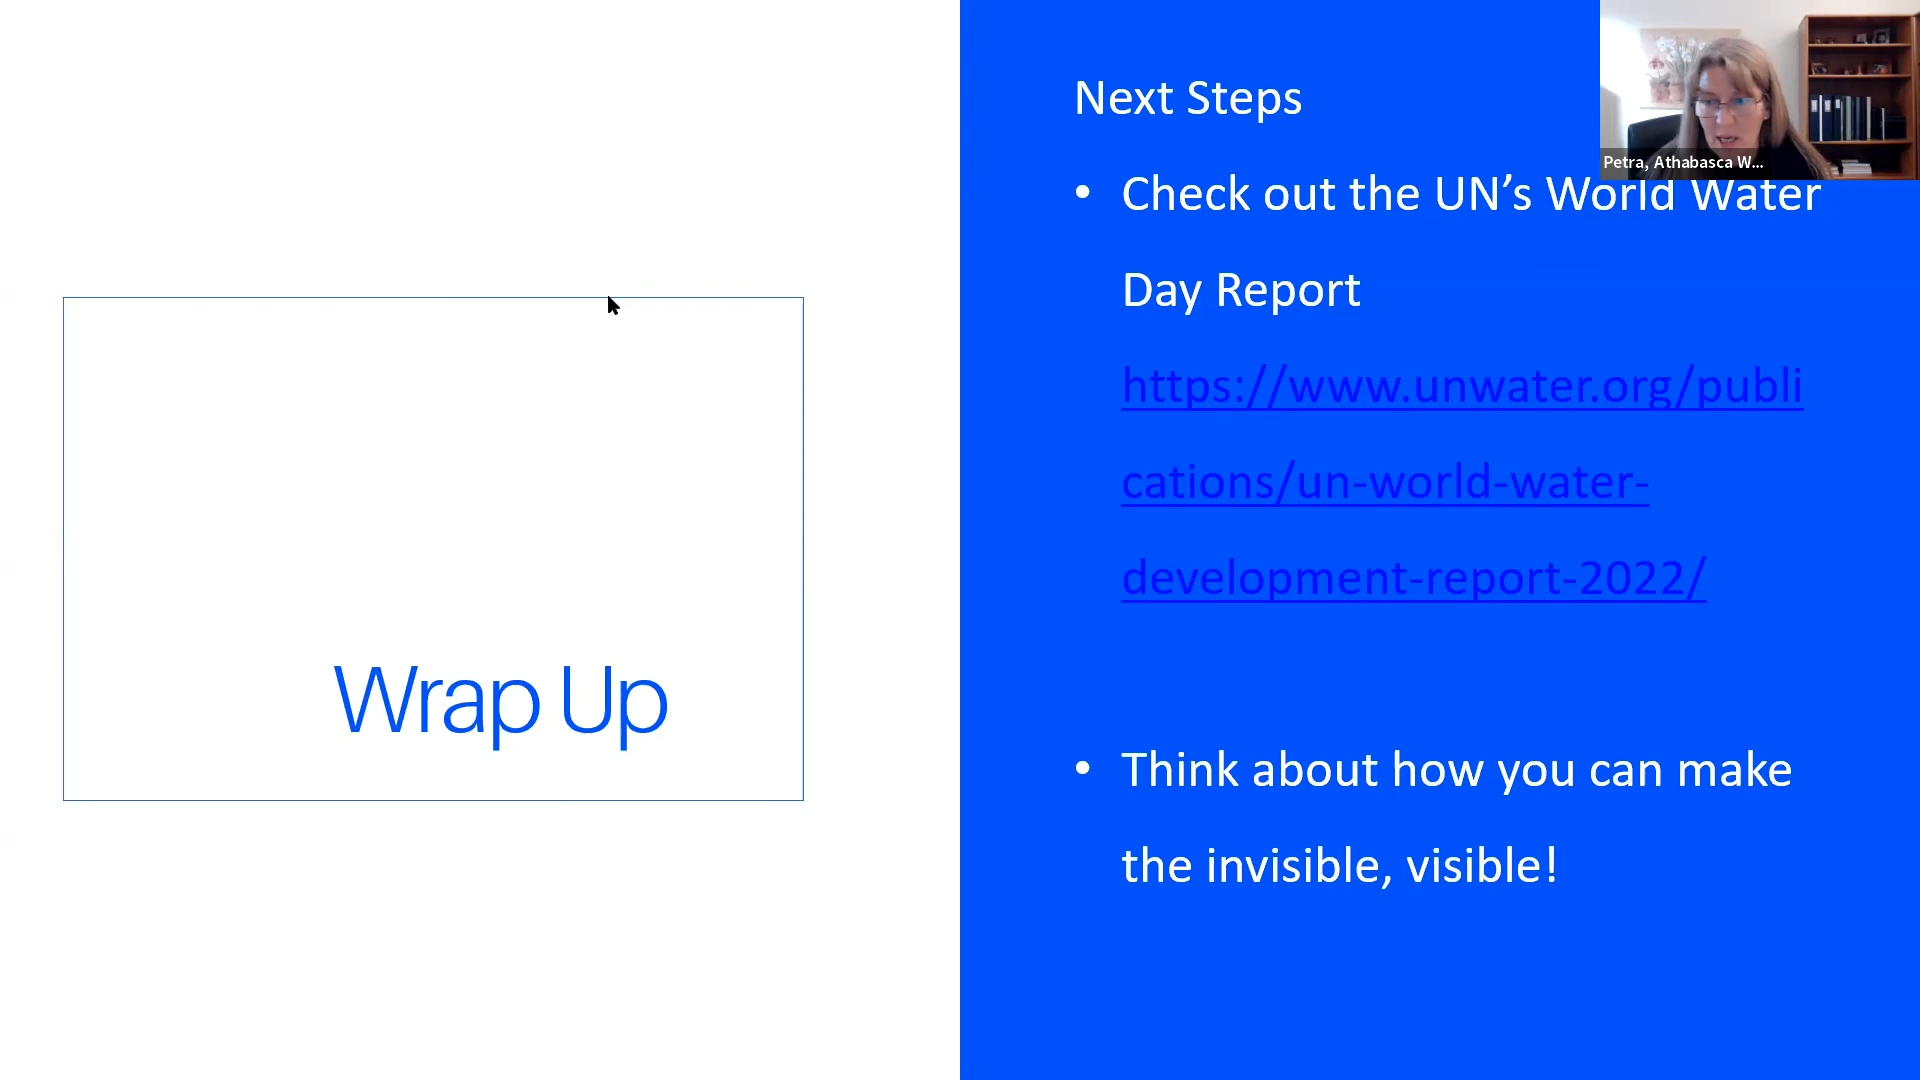 Wrap Up
Next Steps
• Check out the UN’s World Water
Day Report
https://www.unwater.org/publi
cations/un-world-water-
development-report-2022/
• Think about how you can make
the invisible, visible!
Petra, Athabasca W...